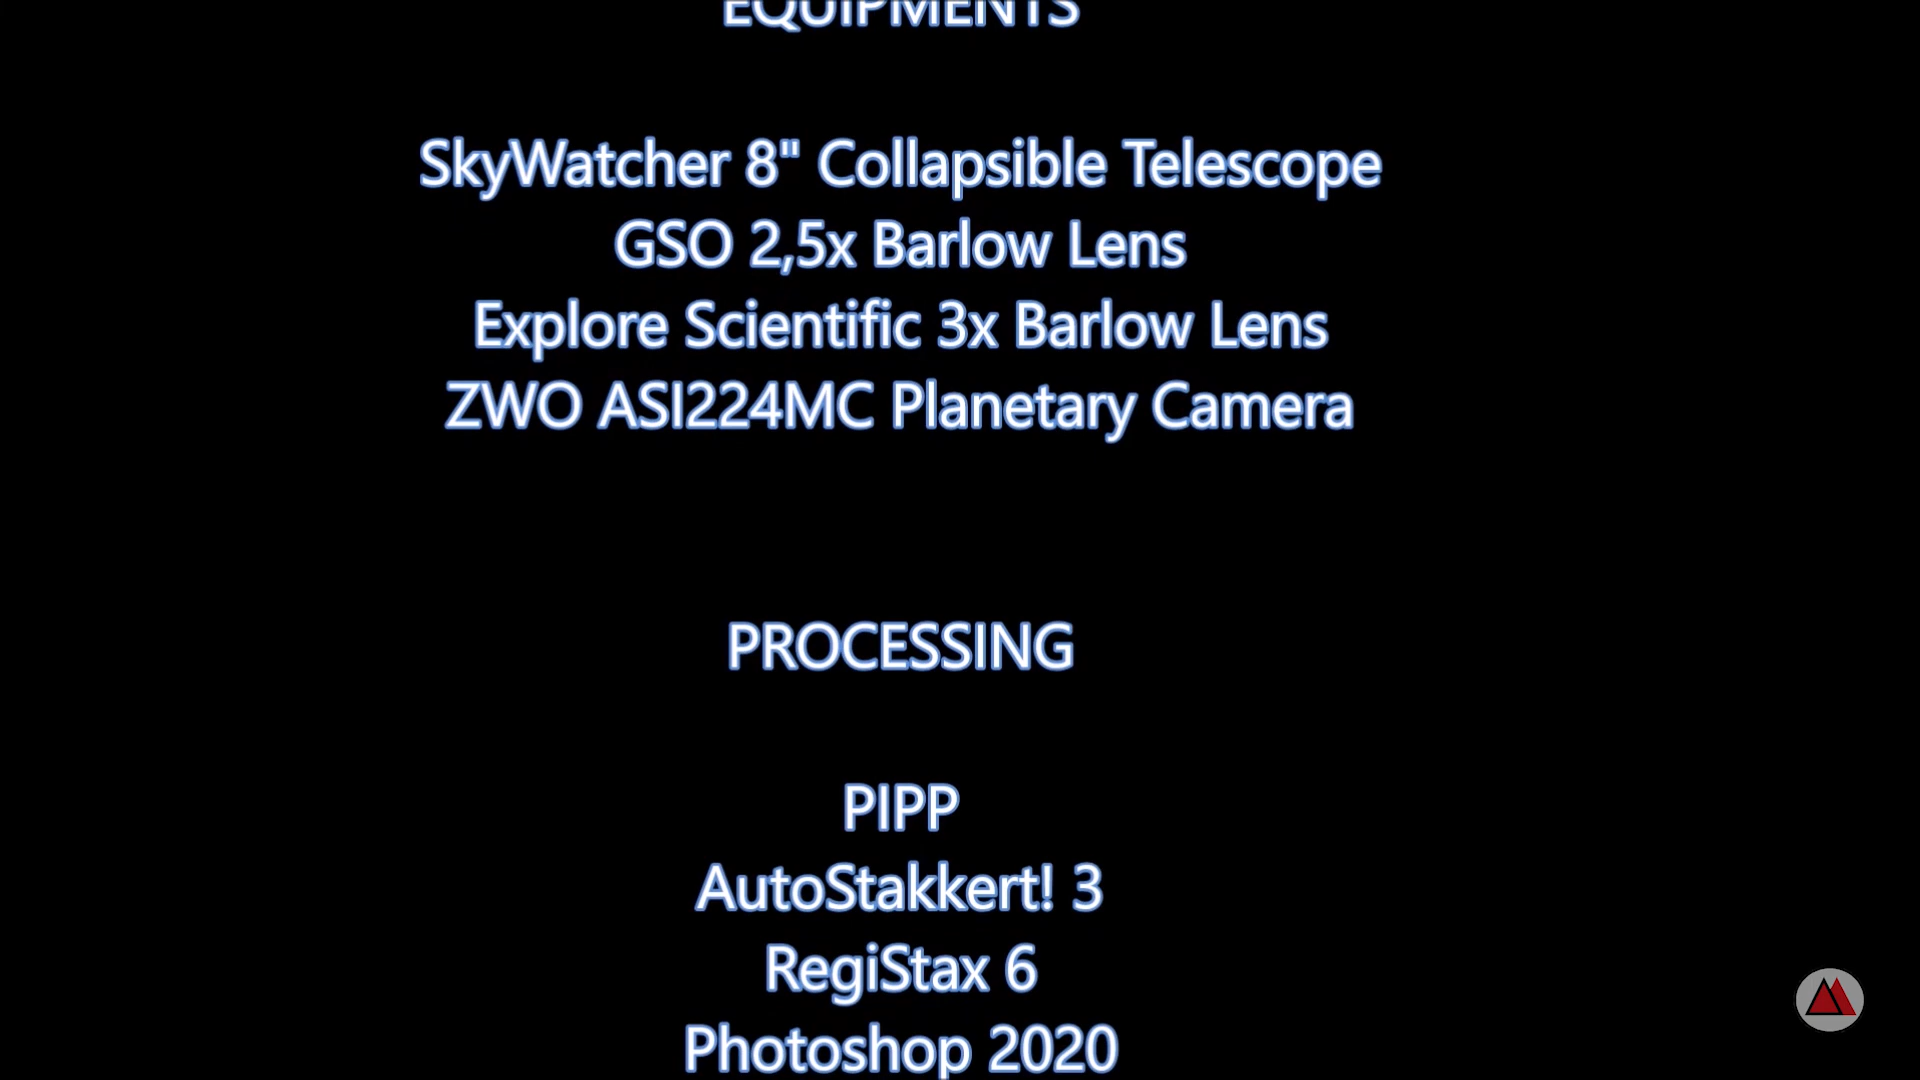 EQUIPMENTS
SkyWatcher 8" Collapsible Telescope
GSO 2,5x Barlow Lens
Explore Scientific 3x Barlow Lens
ZWO ASI224MC Planetary Camera
PROCESSING
PIPP
AutoStakkert! 3
RegiStax 6
Photoshop 2020